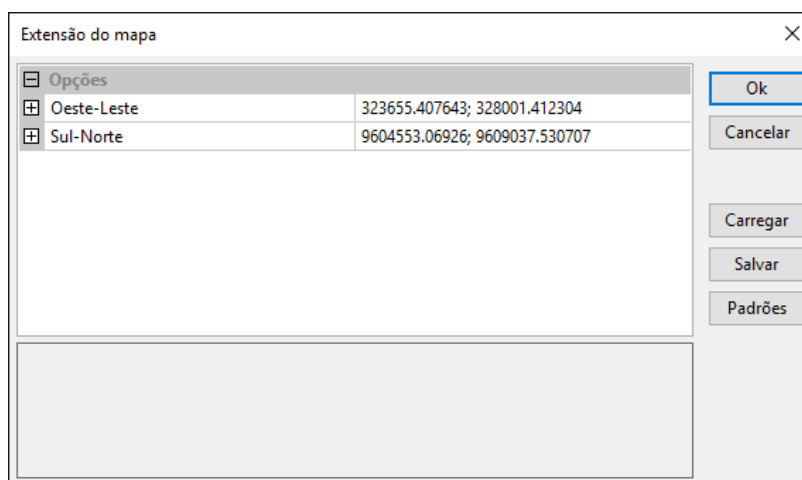 Extensão do mapa
Opções
Oeste-Leste 323655.407643; 328001.412304
Sul-Norte 9604553.06926; 9609037.530707
Ok
Cancelar
Carregar
Salvar
Padrões